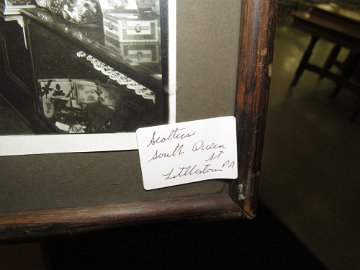 Scotties
South Queen
St
Littlestown PA